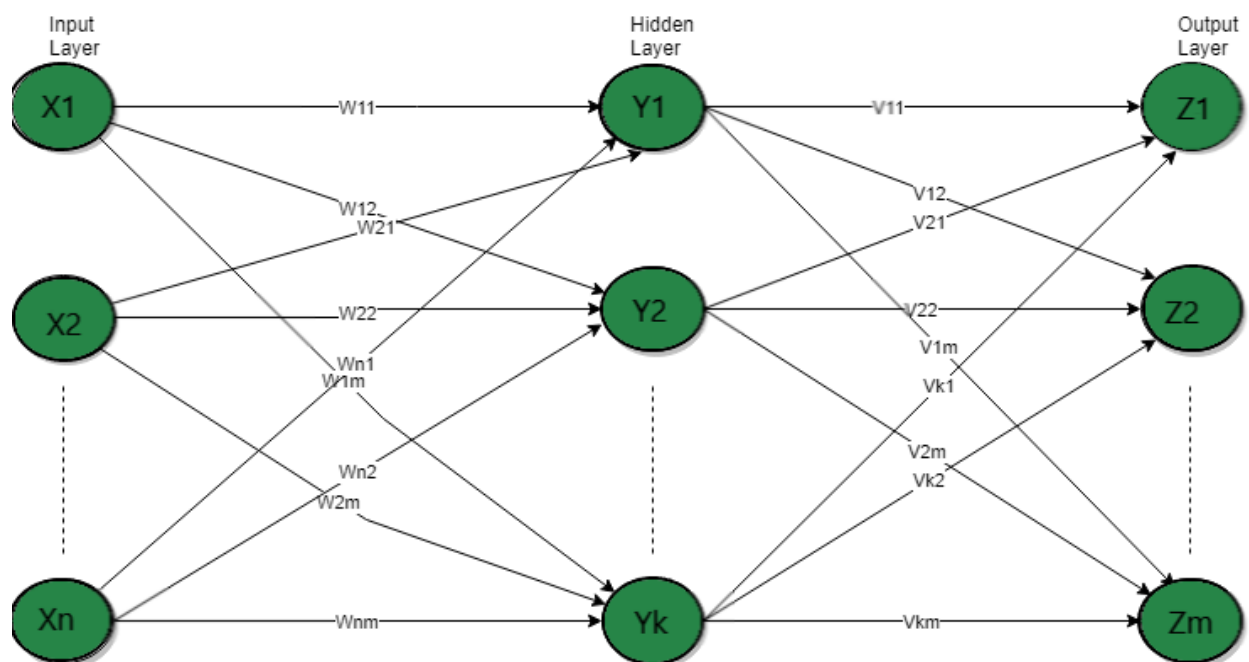 Input
Layer
Hidden
Layer
Output
Layer
X1
W11
Y1
V11
Z1
W12
W21
V12
V21
X2
W22
Y2
V22
Z2
Wn1
W1m
V1m
Vk1
Wn2
W2m
V2m
Vk2
Xn
Wnm
Yk
Vkm
Zm